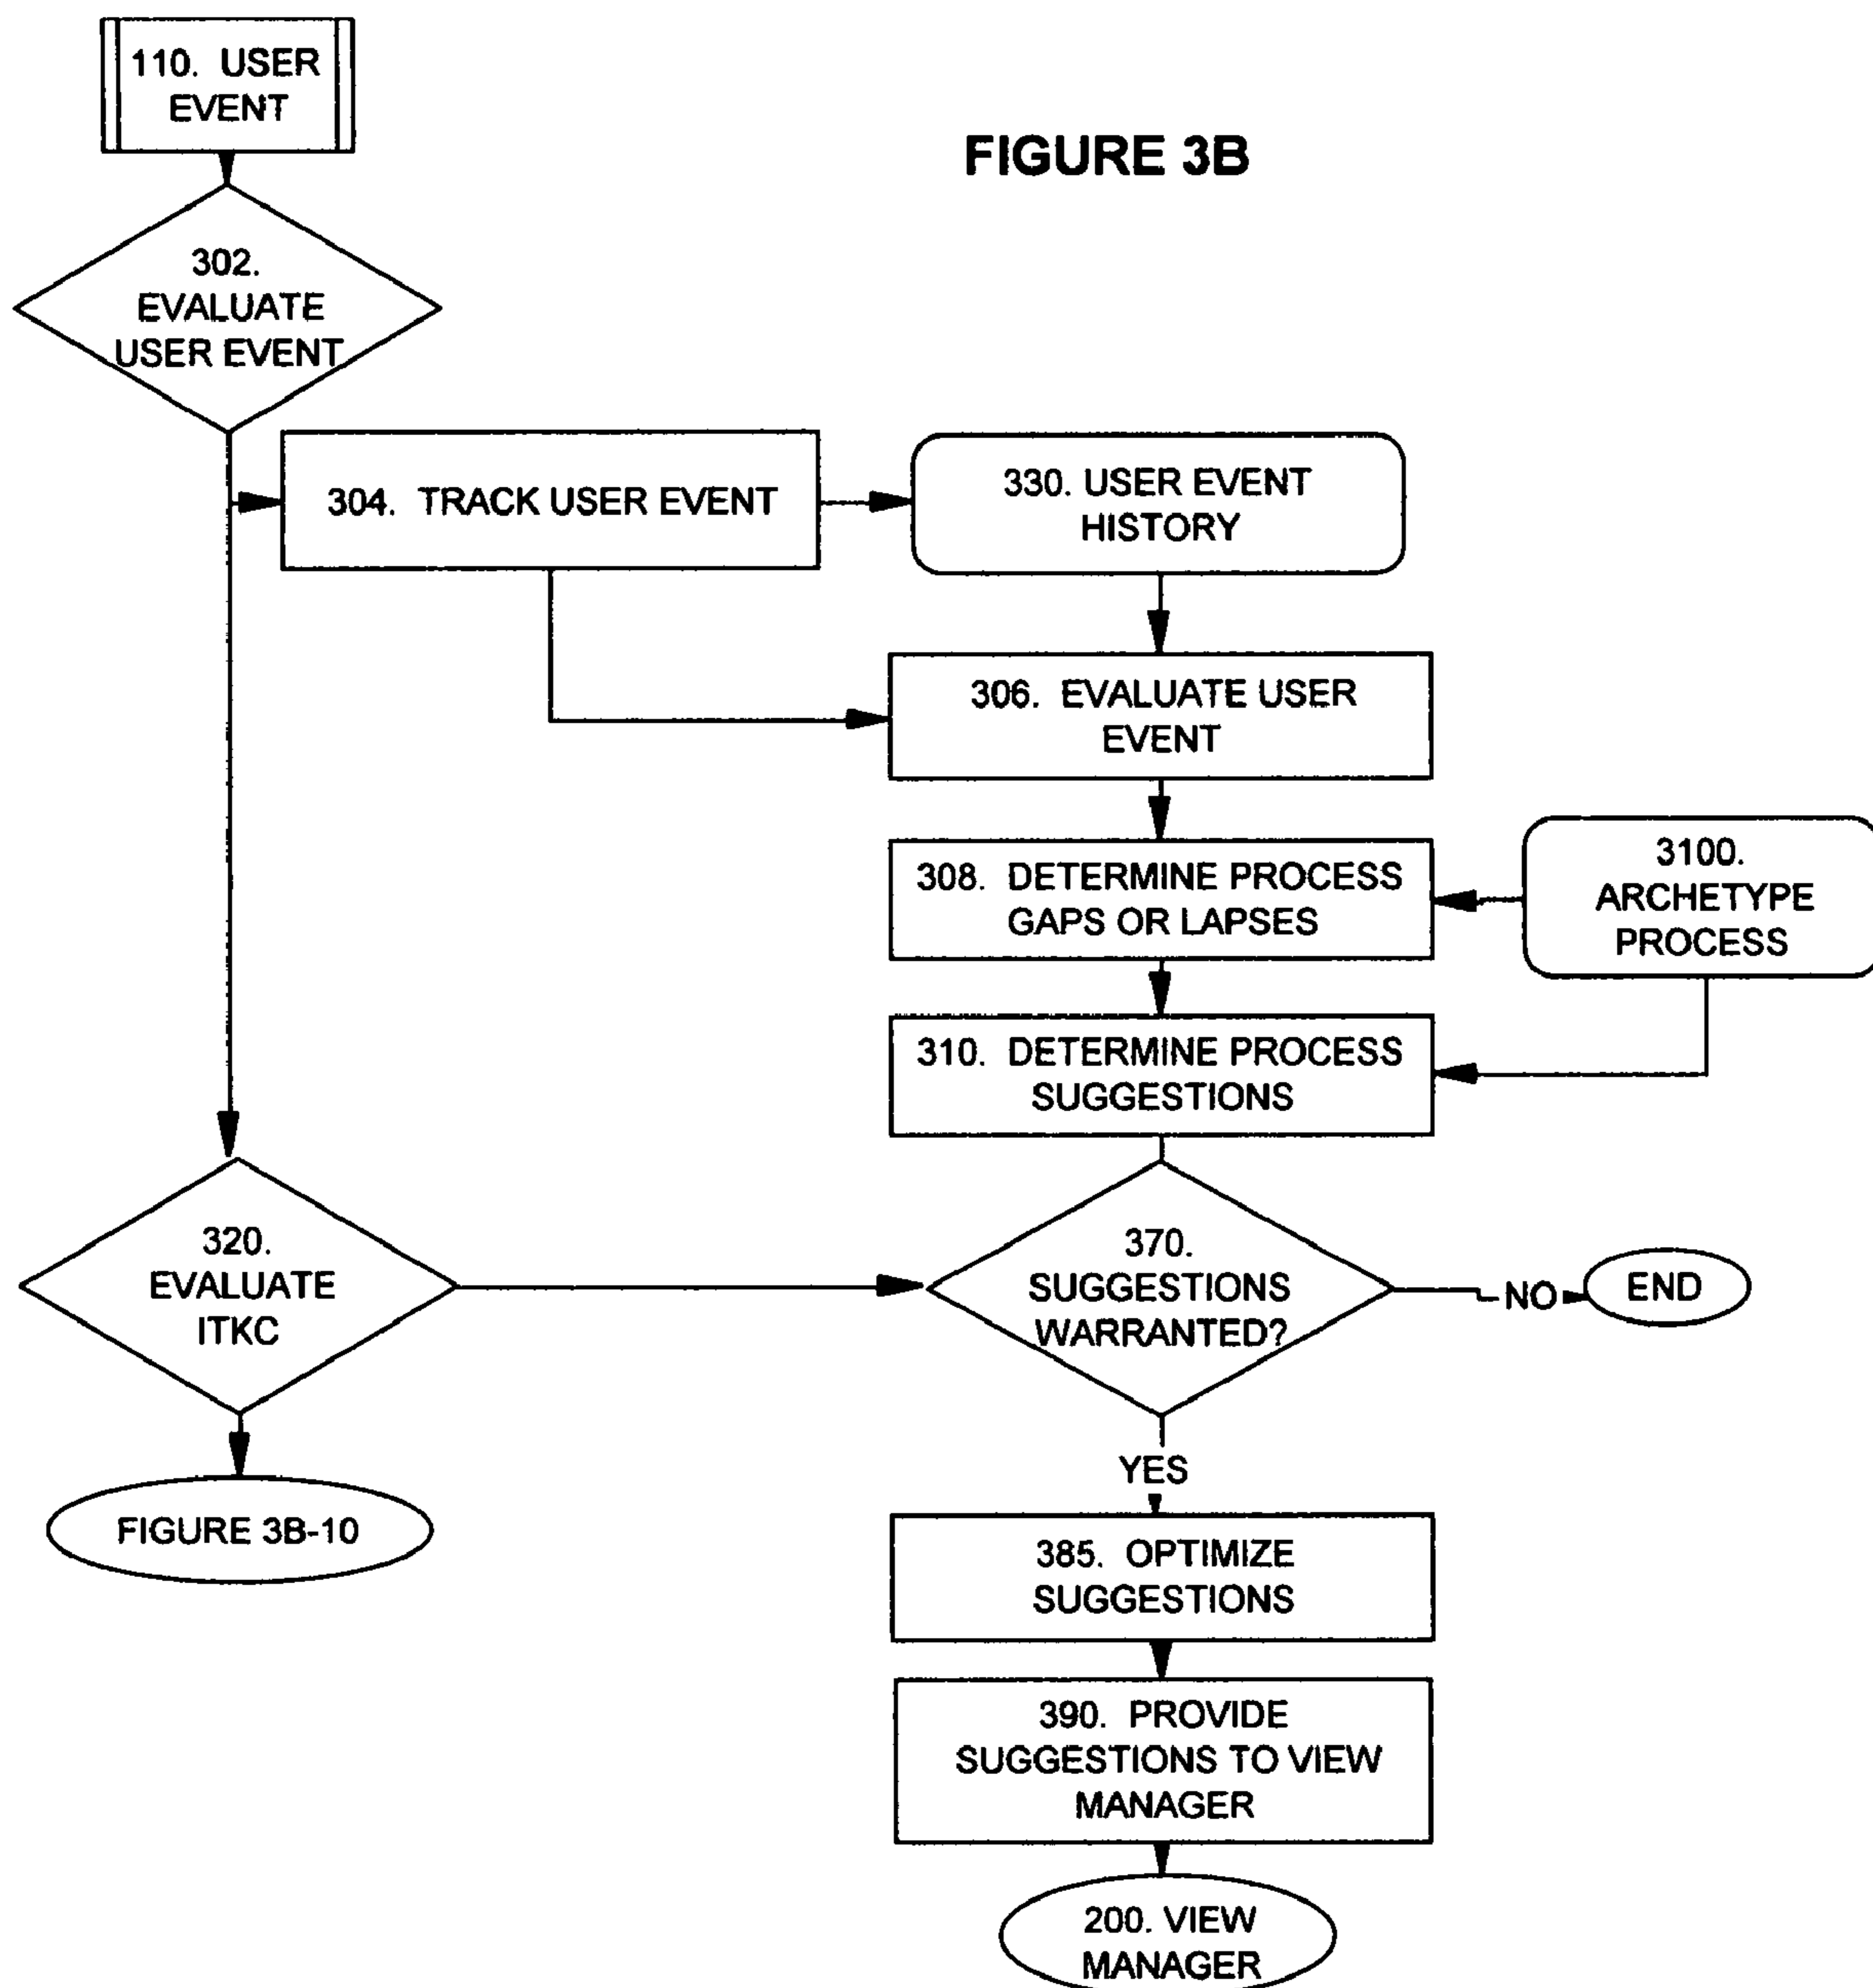 110. USER
EVENT
FIGURE 3B
302.
EVALUATE
USER EVENT
304. TRACK USER EVENT
330. USER EVENT
HISTORY
306. EVALUATE USER
EVENT
308. DETERMINE PROCESS
GAPS OR LAPSES
3100.
ARCHETYPE
PROCESS
310. DETERMINE PROCESS
SUGGESTIONS
320.
EVALUATE
ITKC
370.
SUGGESTIONS
WARRANTED?
NO
END
YES
FIGURE 3B-10
385. OPTIMIZE
SUGGESTIONS
390. PROVIDE
SUGGESTIONS TO VIEW
MANAGER
200. VIEW
MANAGER